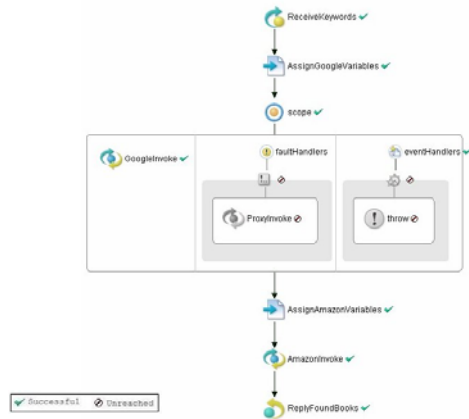 ReceiveKeywords
AssignGoogleVariables
scope
GoogleInvoke
faultHandlers
eventHandlers
ProxyInvoke
throw
AssignAmazonVariables
AmazonInvoke
ReplyFoundBooks
Successful Unreached